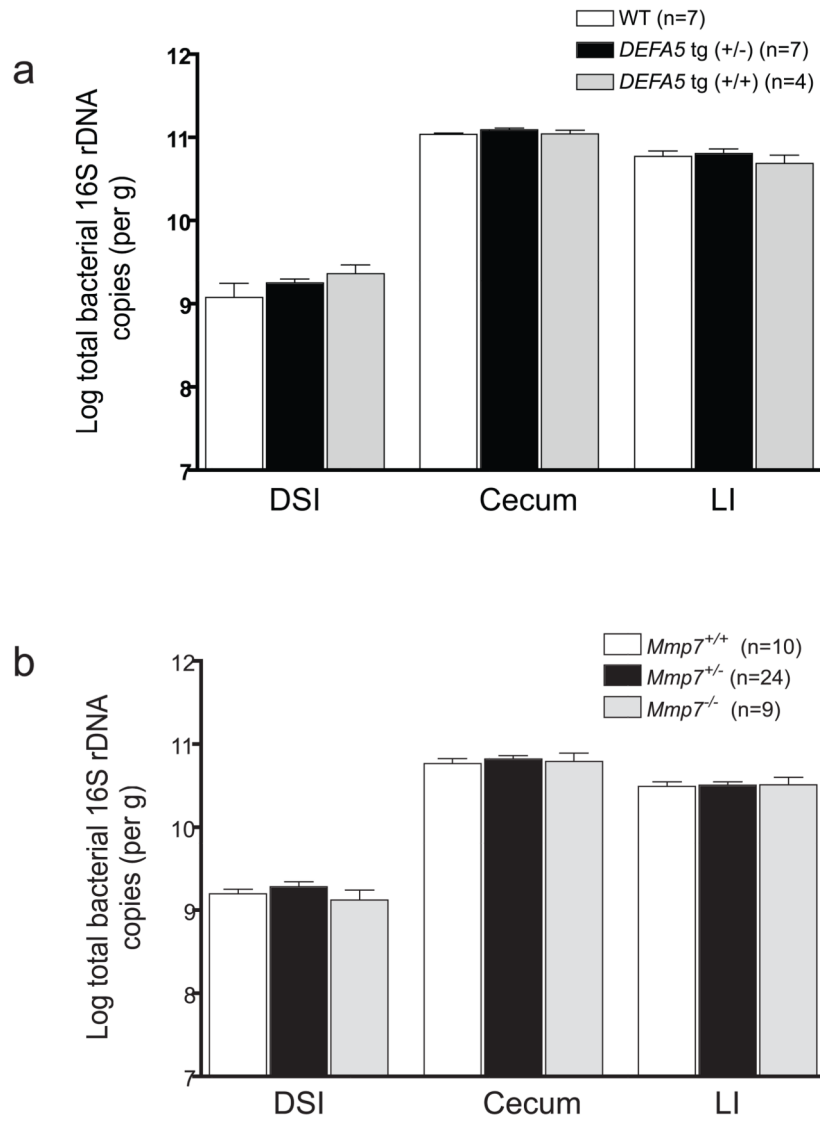 a
WT (n=7)
DEFA5 tg (+/-) (n=7)
DEFA5 tg (+/+) (n=4)
Log total bacterial 16S rDNA
copies (per g)
12
11
10
9
8
7
DSI Cecum LI
b
Mmp7+/+ (n=10)
Mmp7+/- (n=24)
Mmp7-/- (n=9)
Log total bacterial 16S rDNA
copies (per g)
12
11
10
9
8
7
DSI Cecum LI